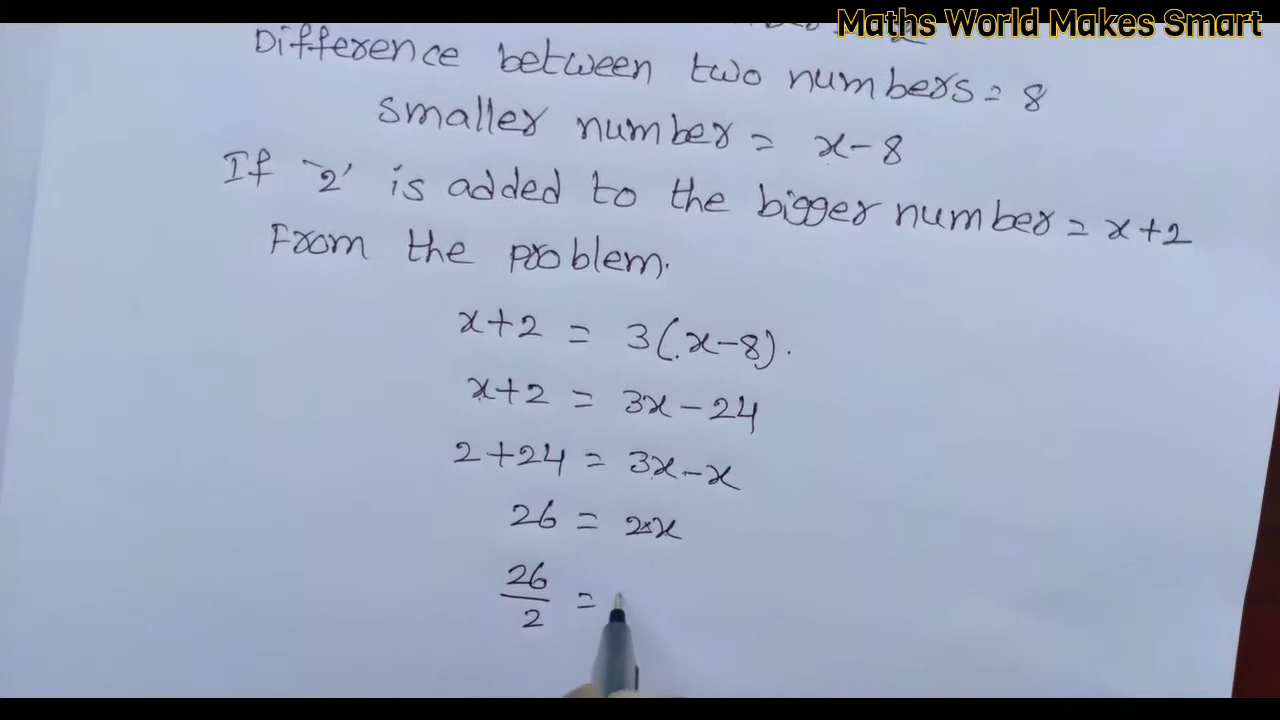 Maths World Makes Smart
Difference between two numbers = 8
smaller number = x-8
If '2' is added to the bigger number = x+2
From the problem.
x+2 = 3(x-8).
x+2 = 3x-24
2+24 = 3x-x
26 = 2×x
26/2 =